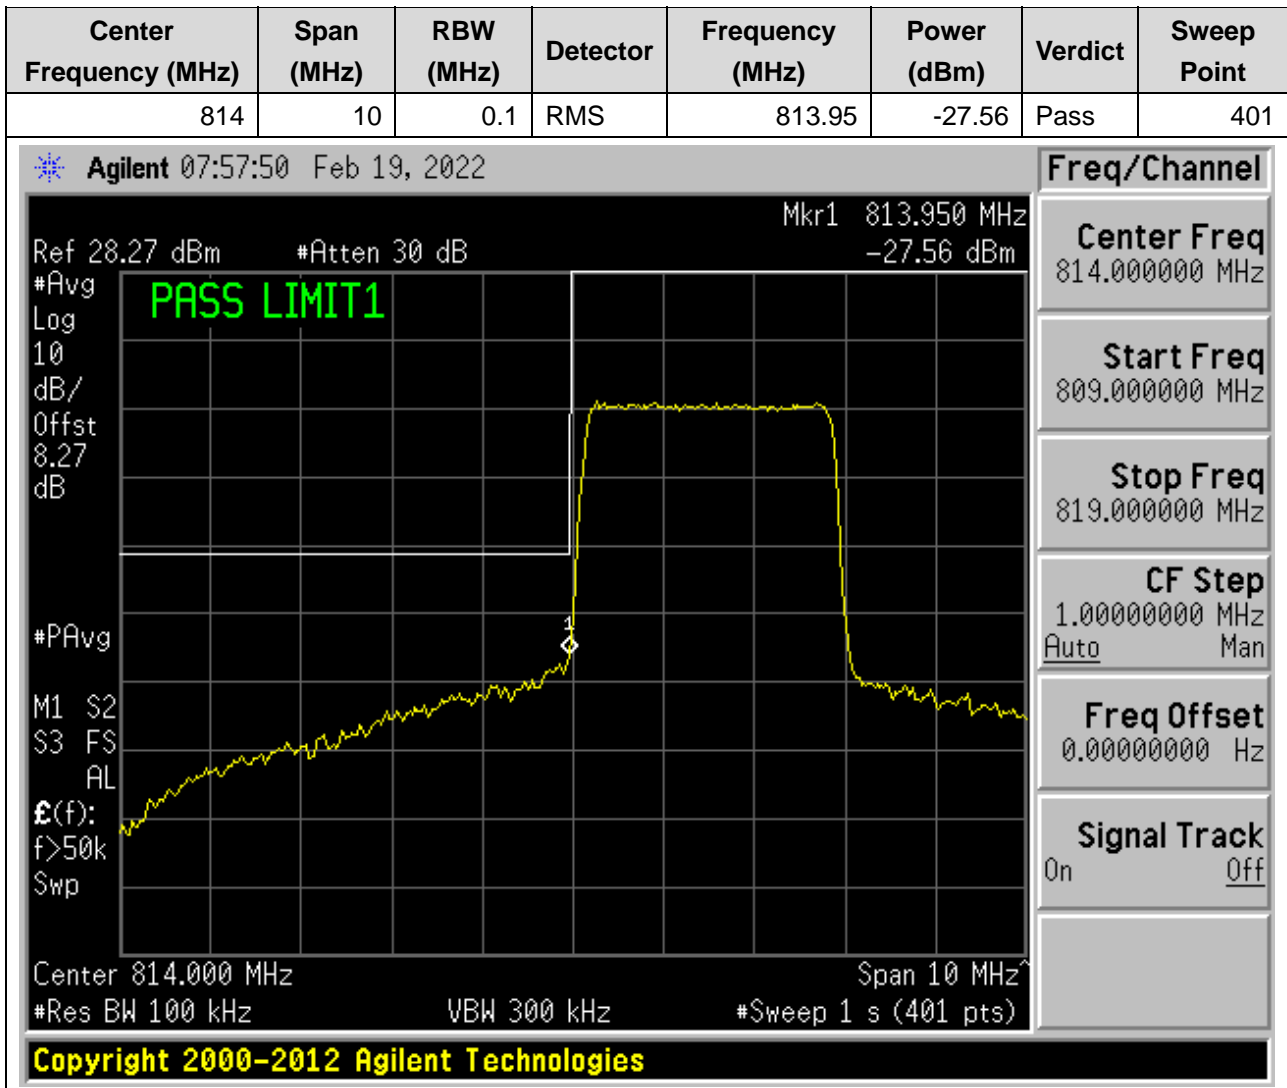 Center Frequency (MHz) Span (MHz) RBW (MHz) Detector Frequency (MHz) Power (dBm) Verdict Sweep Point
814 10 0.1 RMS 813.95 -27.56 Pass 401
Agilent 07:57:50 Feb 19, 2022
Freq/Channel
Mkr1 813.950 MHz
Ref 28.27 dBm #Atten 30 dB -27.56 dBm
#Avg
Log
10
dB/
Offst
8.27
dB
PASS LIMIT1
1
#PAvg
M1 S2
S3 FS
AL
£(f):
f>50k
Swp
Center 814.000 MHz Span 10 MHz^
#Res BW 100 kHz VBW 300 kHz #Sweep 1 s (401 pts)
Center Freq
814.000000 MHz
Start Freq
809.000000 MHz
Stop Freq
819.000000 MHz
CF Step
1.00000000 MHz
Auto Man
Freq Offset
0.00000000 Hz
Signal Track
On Off
Copyright 2000-2012 Agilent Technologies